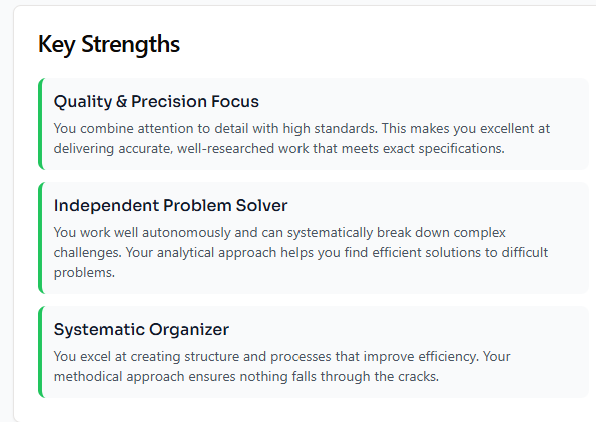 Key Strengths
Quality & Precision Focus
You combine attention to detail with high standards. This makes you excellent at
delivering accurate, well-researched work that meets exact specifications.
Independent Problem Solver
You work well autonomously and can systematically break down complex
challenges. Your analytical approach helps you find efficient solutions to difficult
problems.
Systematic Organizer
You excel at creating structure and processes that improve efficiency. Your
methodical approach ensures nothing falls through the cracks.